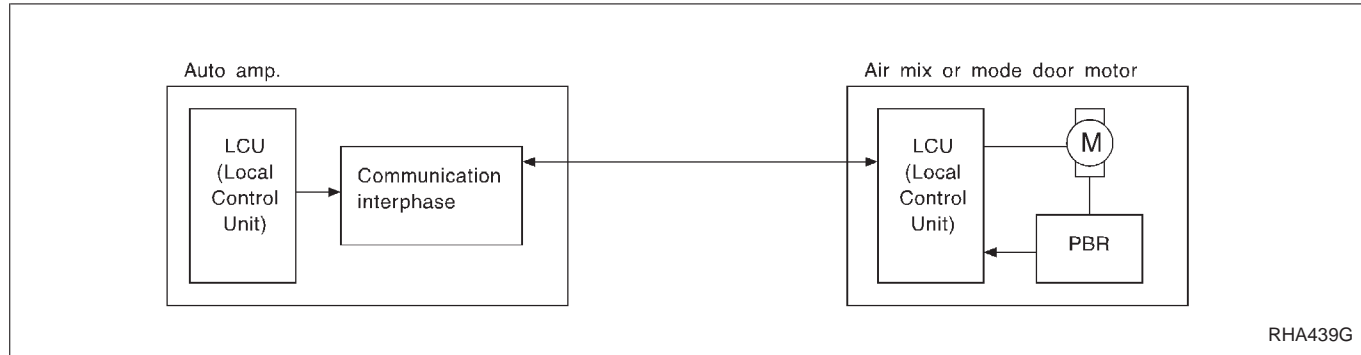 Auto amp.
LCU
(Local
Control
Unit)
Communication
interphase
Air mix or mode door motor
LCU
(Local
Control
Unit)
M
PBR
RHA439G